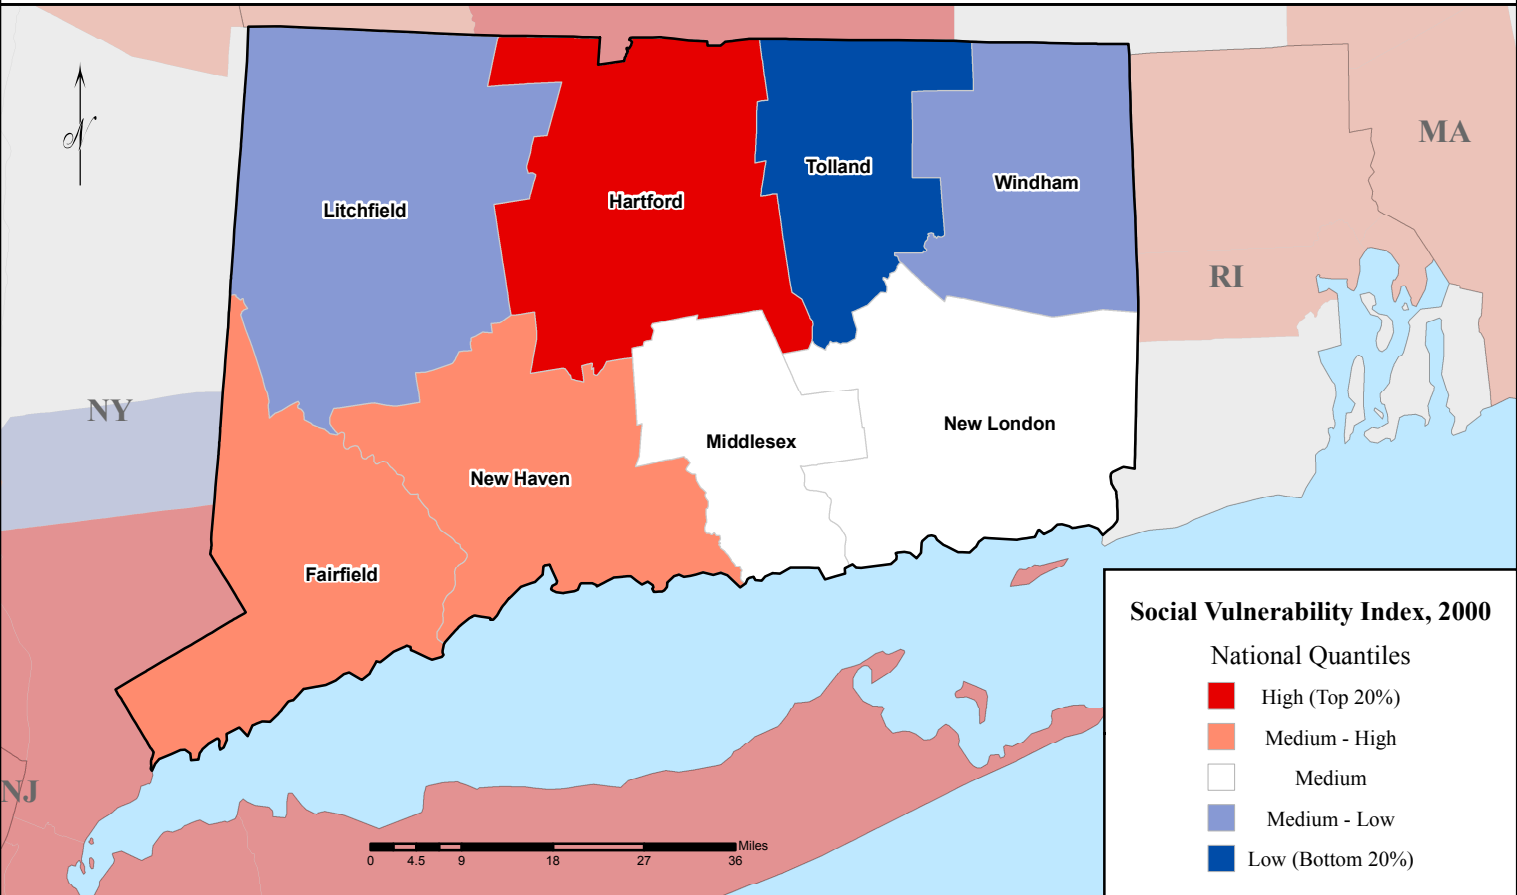 N
MA
Tolland
Windham
Hartford
Litchfield
RI
NY
New London
Middlesex
New Haven
Fairfield
NJ
Social Vulnerability Index, 2000
National Quantiles
High (Top 20%)
Medium - High
Medium
Medium - Low
Low (Bottom 20%)
Miles
0 4.5 9 18 27 36